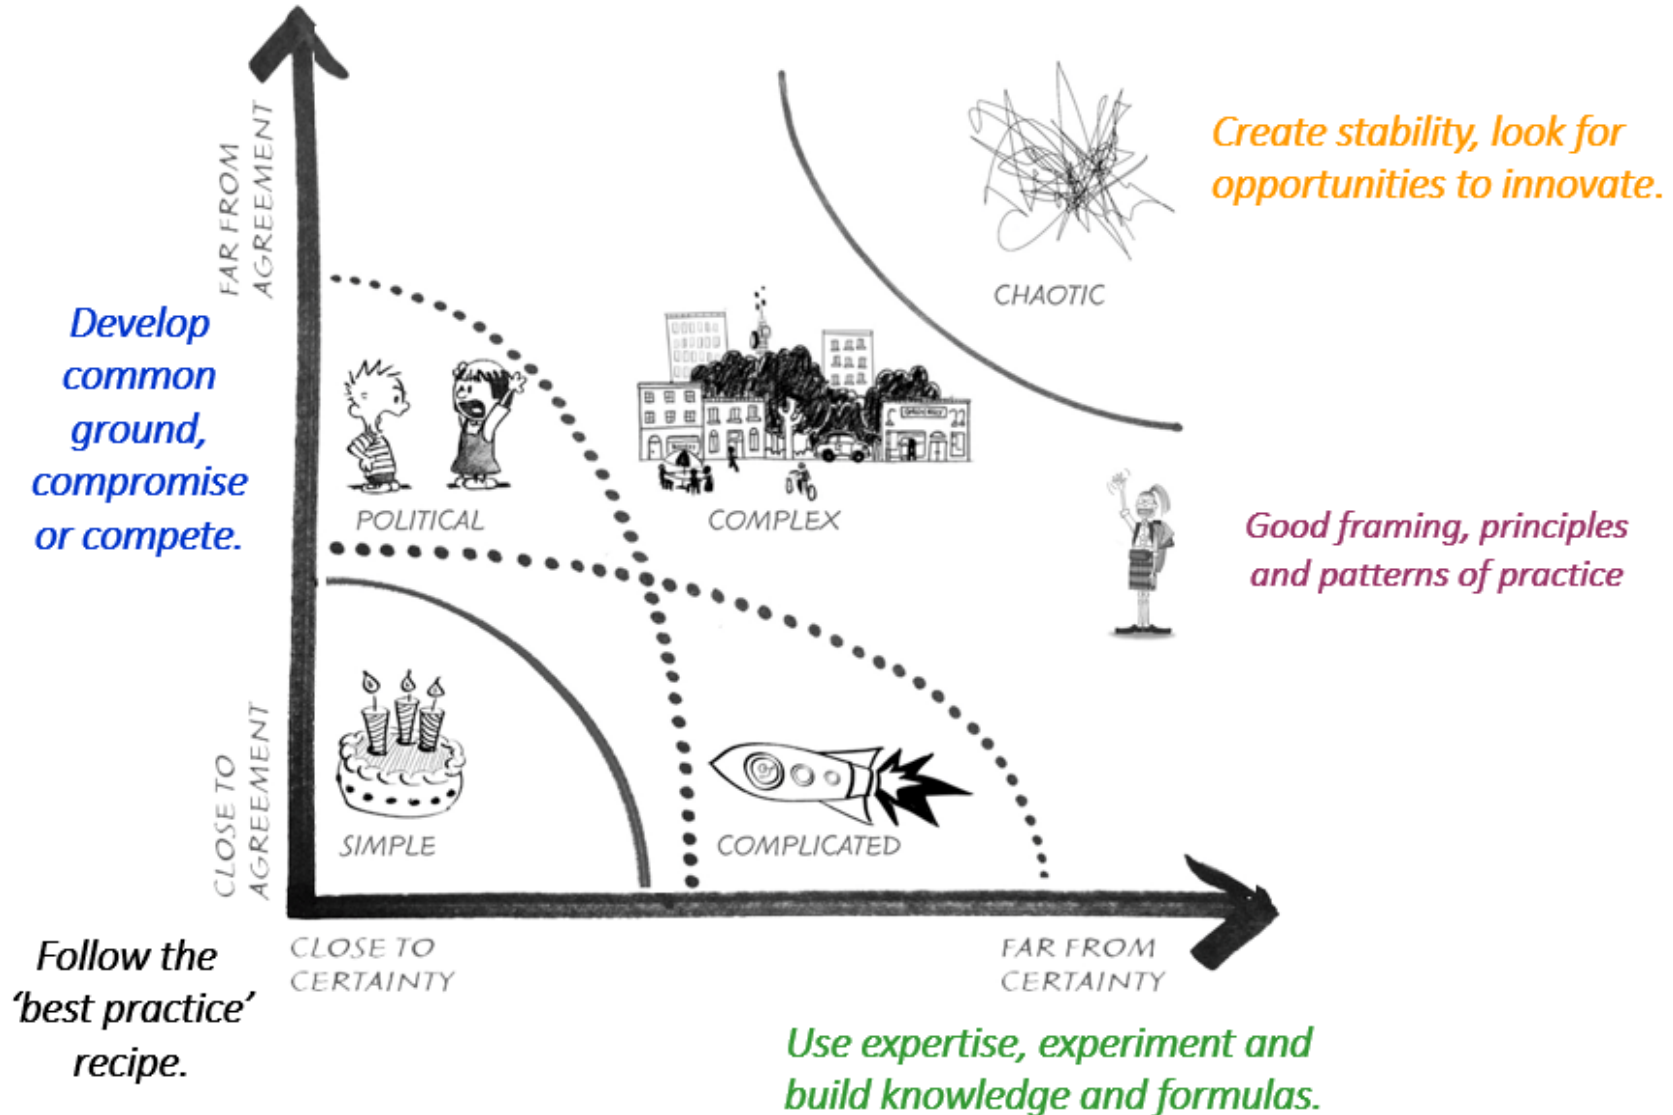 FAR FROM
AGREEMENT
Create stability, look for
opportunities to innovate.
CHAOTIC
Develop
common
ground,
compromise
or compete.
POLITICAL
COMPLEX
Good framing, principles
and patterns of practice
CLOSE TO
AGREEMENT
SIMPLE
COMPLICATED
Follow the
‘best practice’
recipe.
CLOSE TO
CERTAINTY
FAR FROM
CERTAINTY
Use expertise, experiment and
build knowledge and formulas.